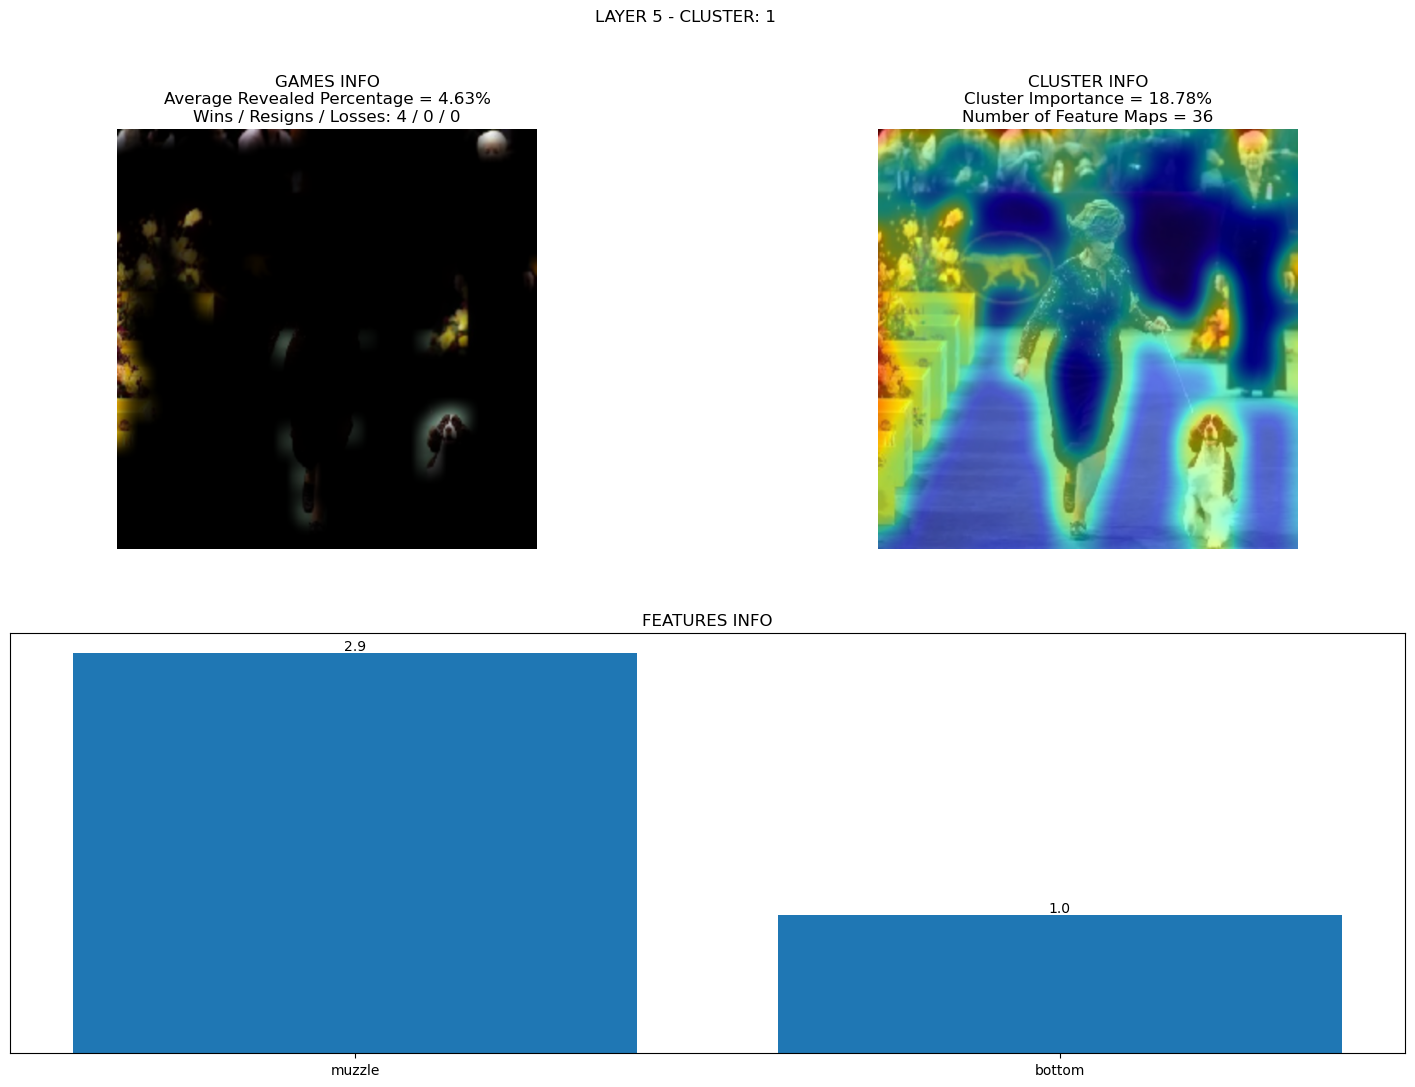 LAYER 5 - CLUSTER: 1
GAMES INFO
Average Revealed Percentage = 4.63%
Wins / Resigns / Losses: 4 / 0 / 0
CLUSTER INFO
Cluster Importance = 18.78%
Number of Feature Maps = 36
FEATURES INFO
2.9
1.0
muzzle
bottom